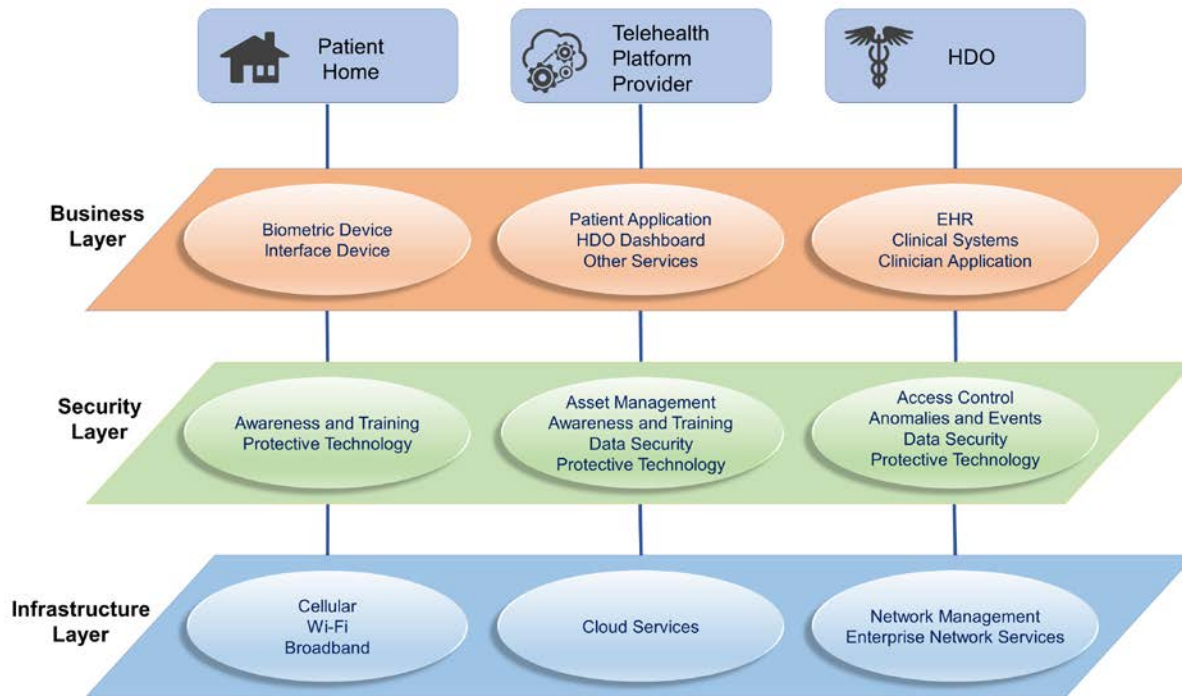 Patient
Home
Telehealth
Platform
Provider
HDO
Business
Layer
Biometric Device
Interface Device
Patient Application
HDO Dashboard
Other Services
EHR
Clinical Systems
Clinician Application
Security
Layer
Awareness and Training
Protective Technology
Asset Management
Awareness and Training
Data Security
Protective Technology
Access Control
Anomalies and Events
Data Security
Protective Technology
Infrastructure
Layer
Cellular
Wi-Fi
Broadband
Cloud Services
Network Management
Enterprise Network Services